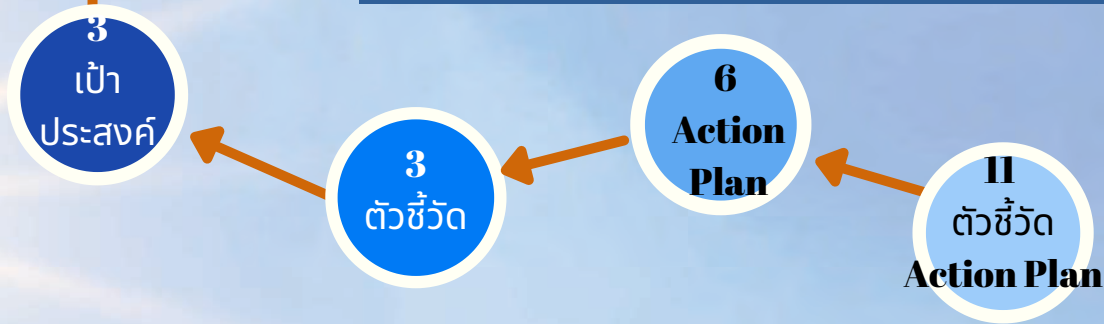 3
เป้า
ประสงค์
3
ตัวชี้วัด
6
Action
Plan
11
ตัวชี้วัด
Action Plan